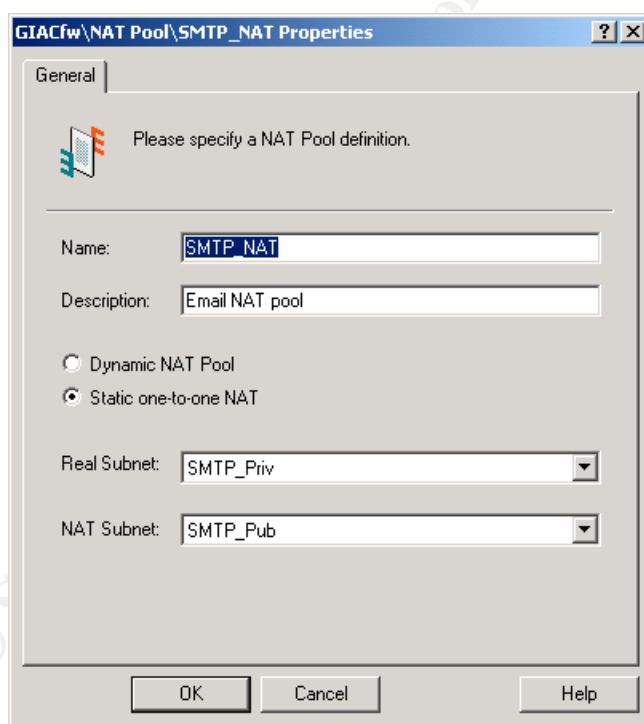 GIACfw\NAT Pool\SMTP_NAT Properties
General
Please specify a NAT Pool definition.
Name: SMTP_NAT
Description: Email NAT pool
Dynamic NAT Pool
Static one-to-one NAT
Real Subnet: SMTP_Priv
NAT Subnet: SMTP_Pub
OK Cancel Help